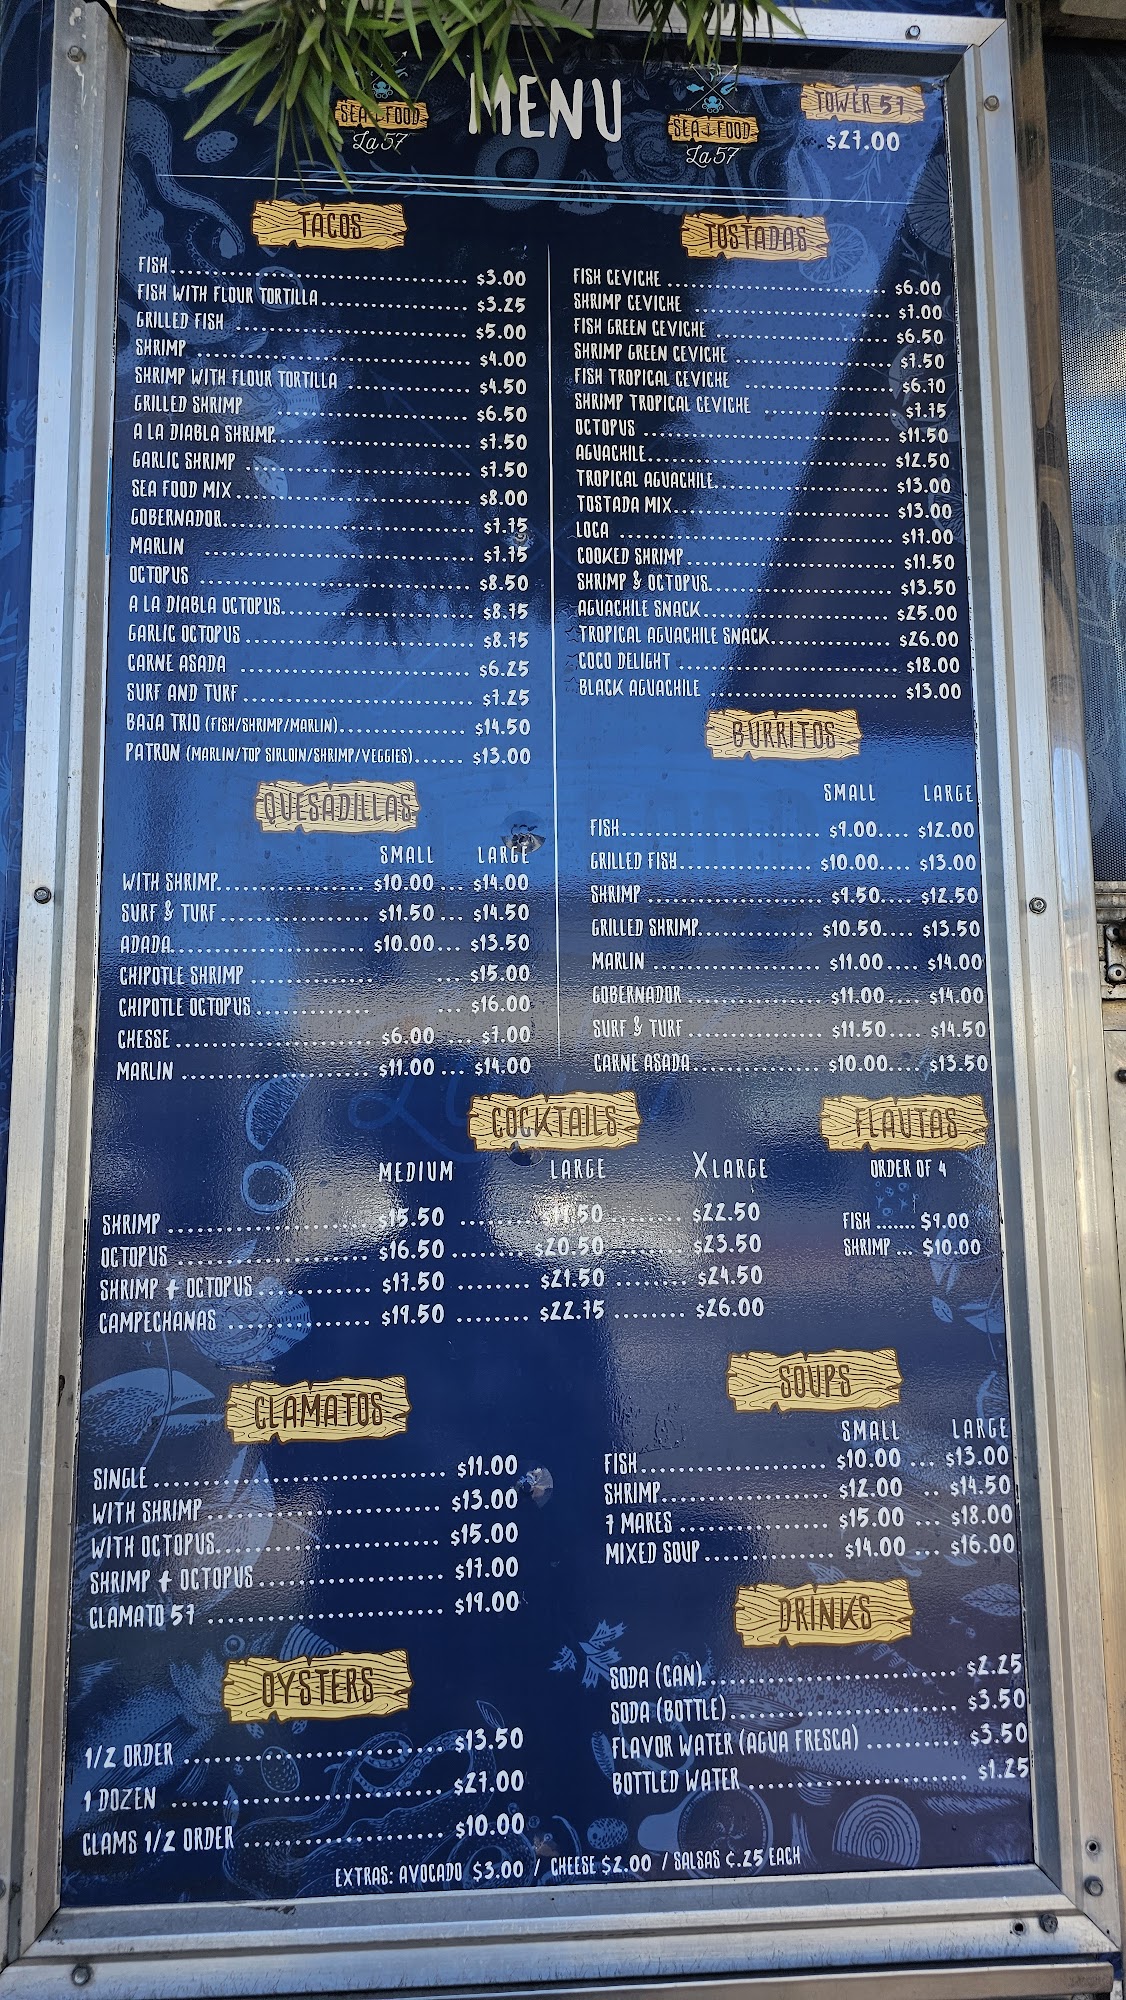 SEA FOOD
La 57
MENU
SEA FOOD
La 57
TOWER 57
$27.00
TACOS
FISH $3.00
FISH WITH FLOUR TORTILLA $3.25
GRILLED FISH $5.00
SHRIMP $4.00
SHRIMP WITH FLOUR TORTILLA $4.50
GRILLED SHRIMP $6.50
A LA DIABLA SHRIMP $7.50
GARLIC SHRIMP $7.50
SEA FOOD MIX $8.00
GOBERNADOR $7.75
MARLIN $7.75
OCTOPUS $8.50
A LA DIABLA OCTOPUS $8.75
GARLIC OCTOPUS $8.75
CARNE ASADA $6.25
SURF AND TURF $7.25
BAJA TRIO (FISH/SHRIMP/MARLIN) $14.50
PATRON (MARLIN/TOP SIRLOIN/SHRIMP/VEGGIES) $13.00
QUESADILLAS
SMALL LARGE
WITH SHRIMP $10.00 ... $14.00
SURF & TURF $11.50 ... $14.50
ADADA $10.00 ... $13.50
CHIPOTLE SHRIMP ... $15.00
CHIPOTLE OCTOPUS ... $16.00
CHESSE $6.00 ... $7.00
MARLIN $11.00 ... $14.00
TOSTADAS
FISH CEVICHE $6.00
SHRIMP CEVICHE $7.00
FISH GREEN CEVICHE $6.50
SHRIMP GREEN CEVICHE $7.50
FISH TROPICAL CEVICHE $6.70
SHRIMP TROPICAL CEVICHE $7.75
OCTOPUS $11.50
AGUACHILE $12.50
TROPICAL AGUACHILE $13.00
TOSTADA MIX $13.00
LOCA $17.00
COOKED SHRIMP $11.50
SHRIMP & OCTOPUS $13.50
AGUACHILE SNACK $25.00
TROPICAL AGUACHILE SNACK $26.00
COCO DELIGHT $18.00
BLACK AGUACHILE $13.00
BURRITOS
SMALL LARGE
FISH $9.00 .... $12.00
GRILLED FISH $10.00 .... $13.00
SHRIMP $9.50 .... $12.50
GRILLED SHRIMP $10.50 .... $13.50
MARLIN $11.00 .... $14.00
GOBERNADOR $11.00 .... $14.00
SURF & TURF $11.50 .... $14.50
CARNE ASADA $10.00 .... $13.50
COCKTAILS
MEDIUM LARGE XLARGE
SHRIMP $15.50 $22.50
OCTOPUS $16.50 $20.50 $23.50
SHRIMP + OCTOPUS $17.50 $21.50 $24.50
CAMPECHANAS $19.50 $22.75 $26.00
FLAUTAS
ORDER OF 4
FISH ....... $9.00
SHRIMP ... $10.00
CLAMATOS
SINGLE $11.00
WITH SHRIMP $13.00
WITH OCTOPUS $15.00
SHRIMP + OCTOPUS $17.00
CLAMATO 57 $19.00
OYSTERS
1/2 ORDER $13.50
1 DOZEN $27.00
CLAMS 1/2 ORDER $10.00
SOUPS
SMALL LARGE
FISH $10.00 ... $13.00
SHRIMP $12.00 .. $14.50
7 MARES $15.00 ... $18.00
MIXED SOUP $14.00 ... $16.00
DRINKS
SODA (CAN) $2.25
SODA (BOTTLE) $3.50
FLAVOR WATER (AGUA FRESCA) $3.50
BOTTLED WATER $1.25
EXTRAS: AVOCADO $3.00 / CHEESE $2.00 / SALSAS ¢.25 EACH